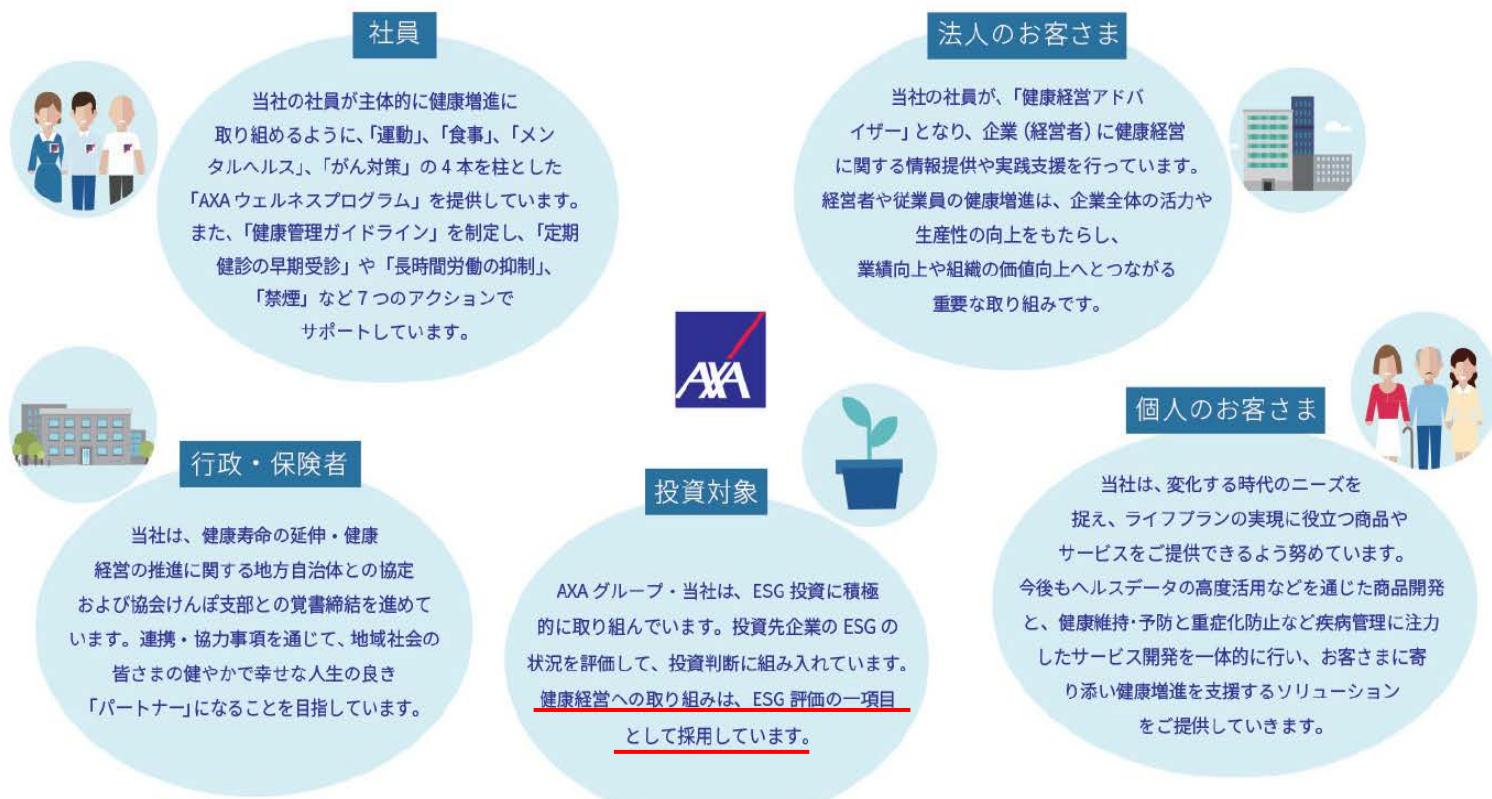 社員
当社の社員が主体的に健康増進に
取り組めるように、「運動」、「食事」、「メン
タルヘルス」、「がん対策」の4本を柱とした
「AXAウェルネスプログラム」を提供しています。
また、「健康管理ガイドライン」を制定し、「定期
健診の早期受診」や「長時間労働の抑制」、
「禁煙」など7つのアクションで
サポートしています。
法人のお客さま
当社の社員が、「健康経営アドバ
イザー」となり、企業（経営者）に健康経営
に関する情報提供や実践支援を行っています。
経営者や従業員の健康増進は、企業全体の活力や
生産性の向上をもたらし、
業績向上や組織の価値向上へとつながる
重要な取り組みです。
AXA
行政・保険者
当社は、健康寿命の延伸・健康
経営の推進に関する地方自治体との協定
および協会けんぽ支部との覚書締結を進めて
います。連携・協力事項を通じて、地域社会の
皆さまの健やかで幸せな人生の良き
「パートナー」になることを目指しています。
投資対象
AXAグループ・当社は、ESG投資に積極
的に取り組んでいます。投資先企業のESGの
状況を評価して、投資判断に組み入れています。
健康経営への取り組みは、ESG評価の一項目
として採用しています。
個人のお客さま
当社は、変化する時代のニーズを
捉え、ライフプランの実現に役立つ商品や
サービスをご提供できるよう努めています。
今後もヘルスデータの高度活用などを通じた商品開発
と、健康維持・予防と重症化防止など疾病管理に注力
したサービス開発を一体的に行い、お客さまに寄
り添い健康増進を支援するソリューション
をご提供していきます。